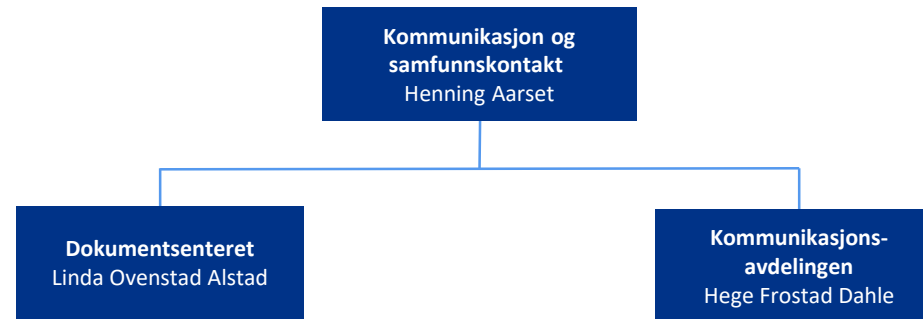 Kommunikasjon og
samfunnskontakt
Henning Aarset
Dokumentsenteret
Linda Ovenstad Alstad
Kommunikasjons-
avdelingen
Hege Frostad Dahle